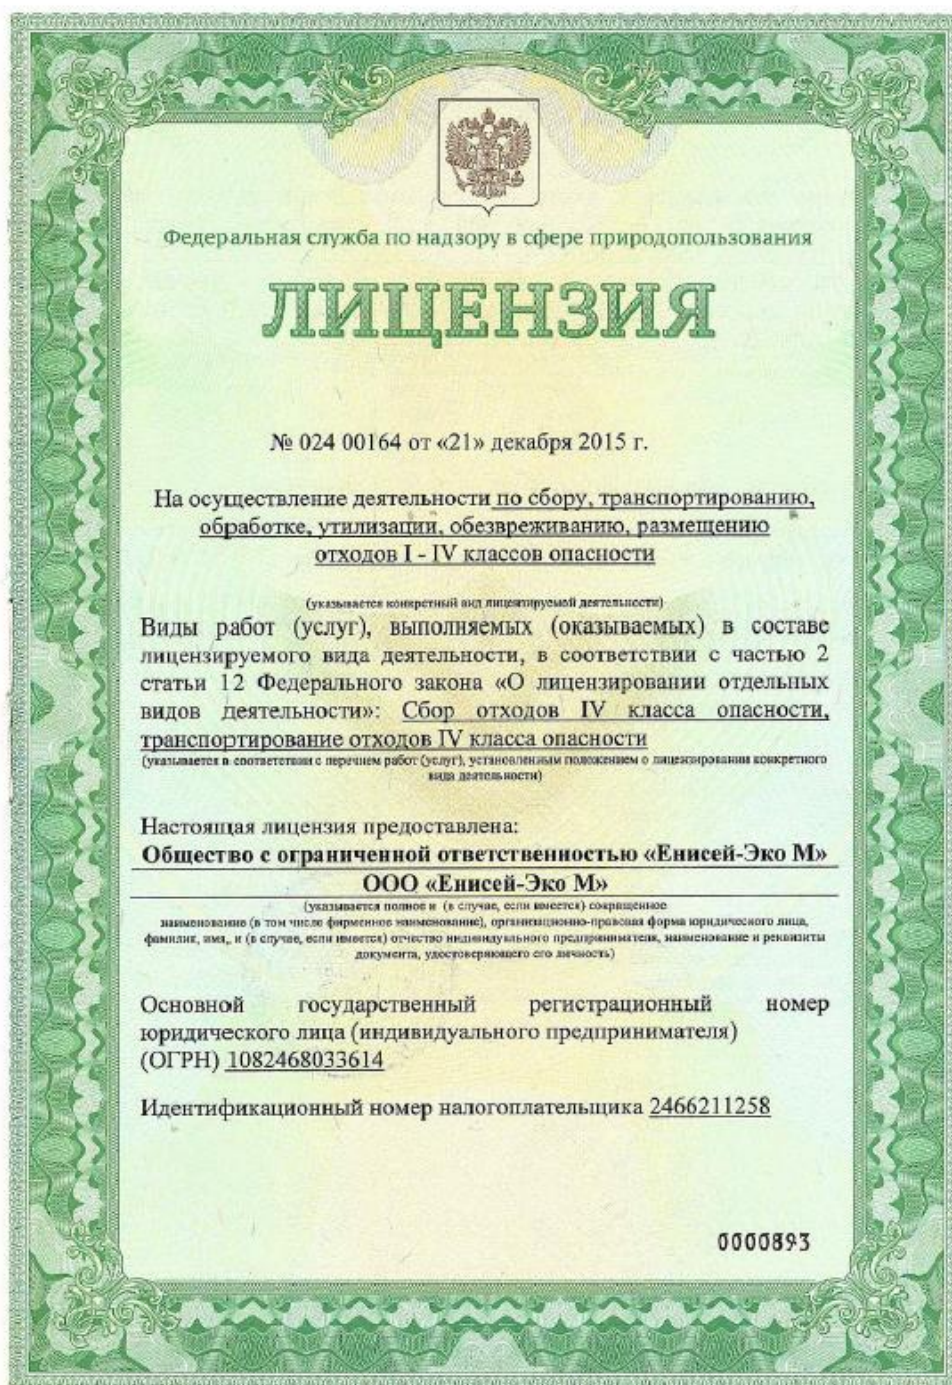 Федеральная служба по надзору в сфере природопользования
ЛИЦЕНЗИЯ
№ 024 00164 от «21» декабря 2015 г.
На осуществление деятельности по сбору, транспортированию,
обработке, утилизации, обезвреживанию, размещению
отходов I - IV классов опасности
(указывается конкретный вид лицензируемой деятельности)
Виды работ (услуг), выполняемых (оказываемых) в составе
лицензируемого вида деятельности, в соответствии с частью 2
статьи 12 Федерального закона «О лицензировании отдельных
видов деятельности»: Сбор отходов IV класса опасности,
транспортирование отходов IV класса опасности
(указывается в соответствии с перечнем работ (услуг), установленным положением о лицензировании конкретного
вида деятельности)
Настоящая лицензия предоставлена:
Общество с ограниченной ответственностью «Енисей-Эко М»
ООО «Енисей-Эко М»
(указывается полное и (в случае, если имеется) сокращенное
наименование (в том числе фирменное наименование), организационно-правовая форма юридического лица,
фамилия, имя, и (в случае, если имеется) отчество индивидуального предпринимателя, наименование и реквизиты
документа, удостоверяющего его личность)
Основной государственный регистрационный номер
юридического лица (индивидуального предпринимателя)
(ОГРН) 1082468033614
Идентификационный номер налогоплательщика 2466211258
0000893